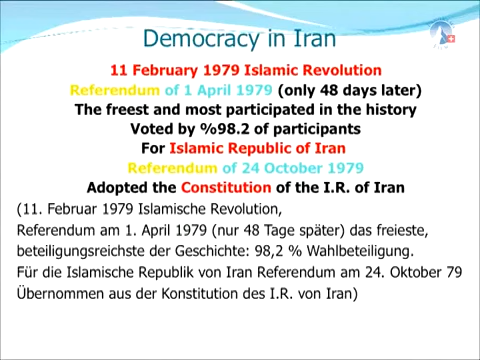 Democracy in Iran
11 February 1979 Islamic Revolution
Referendum of 1 April 1979 (only 48 days later)
The freest and most participated in the history
Voted by %98.2 of participants
For Islamic Republic of Iran
Referendum of 24 October 1979
Adopted the Constitution of the I.R. of Iran
(11. Februar 1979 Islamische Revolution,
Referendum am 1. April 1979 (nur 48 Tage später) das freieste,
beteiligungsreichste der Geschichte: 98,2 % Wahlbeteiligung.
Für die Islamische Republik von Iran Referendum am 24. Oktober 79
Übernommen aus der Konstitution des I.R. von Iran)